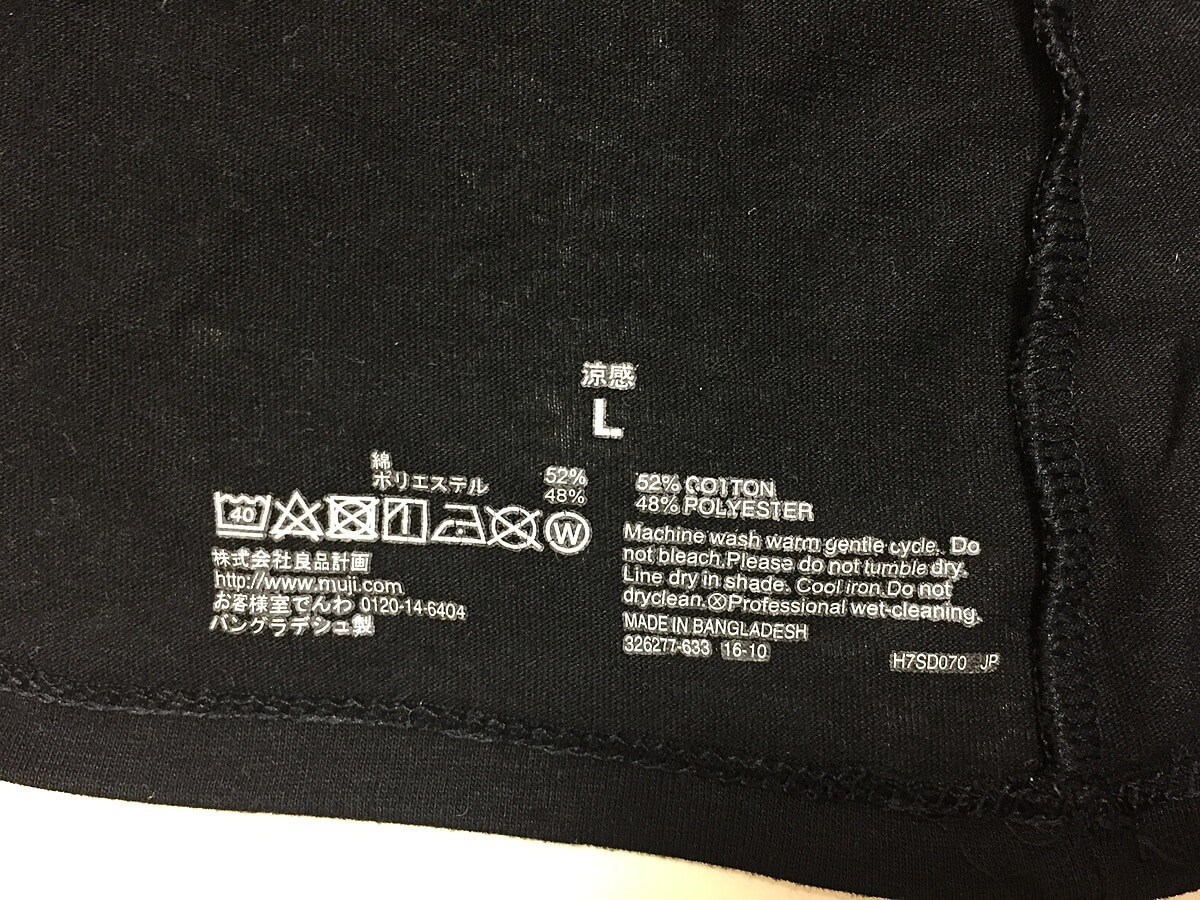 涼感
L
綿 52%
ポリエステル 48%
40 W
株式会社良品計画
http://www.muji.com
お客様室でんわ 0120-14-6404
バングラデシュ製
52% COTTON
48% POLYESTER
Machine wash warm gentle cycle. Do
not bleach.Please do not tumble dry.
Line dry in shade. Cool iron.Do not
dryclean.ⓧProfessional wet-cleaning.
MADE IN BANGLADESH
326277-633 16-10
H7SD070 JP